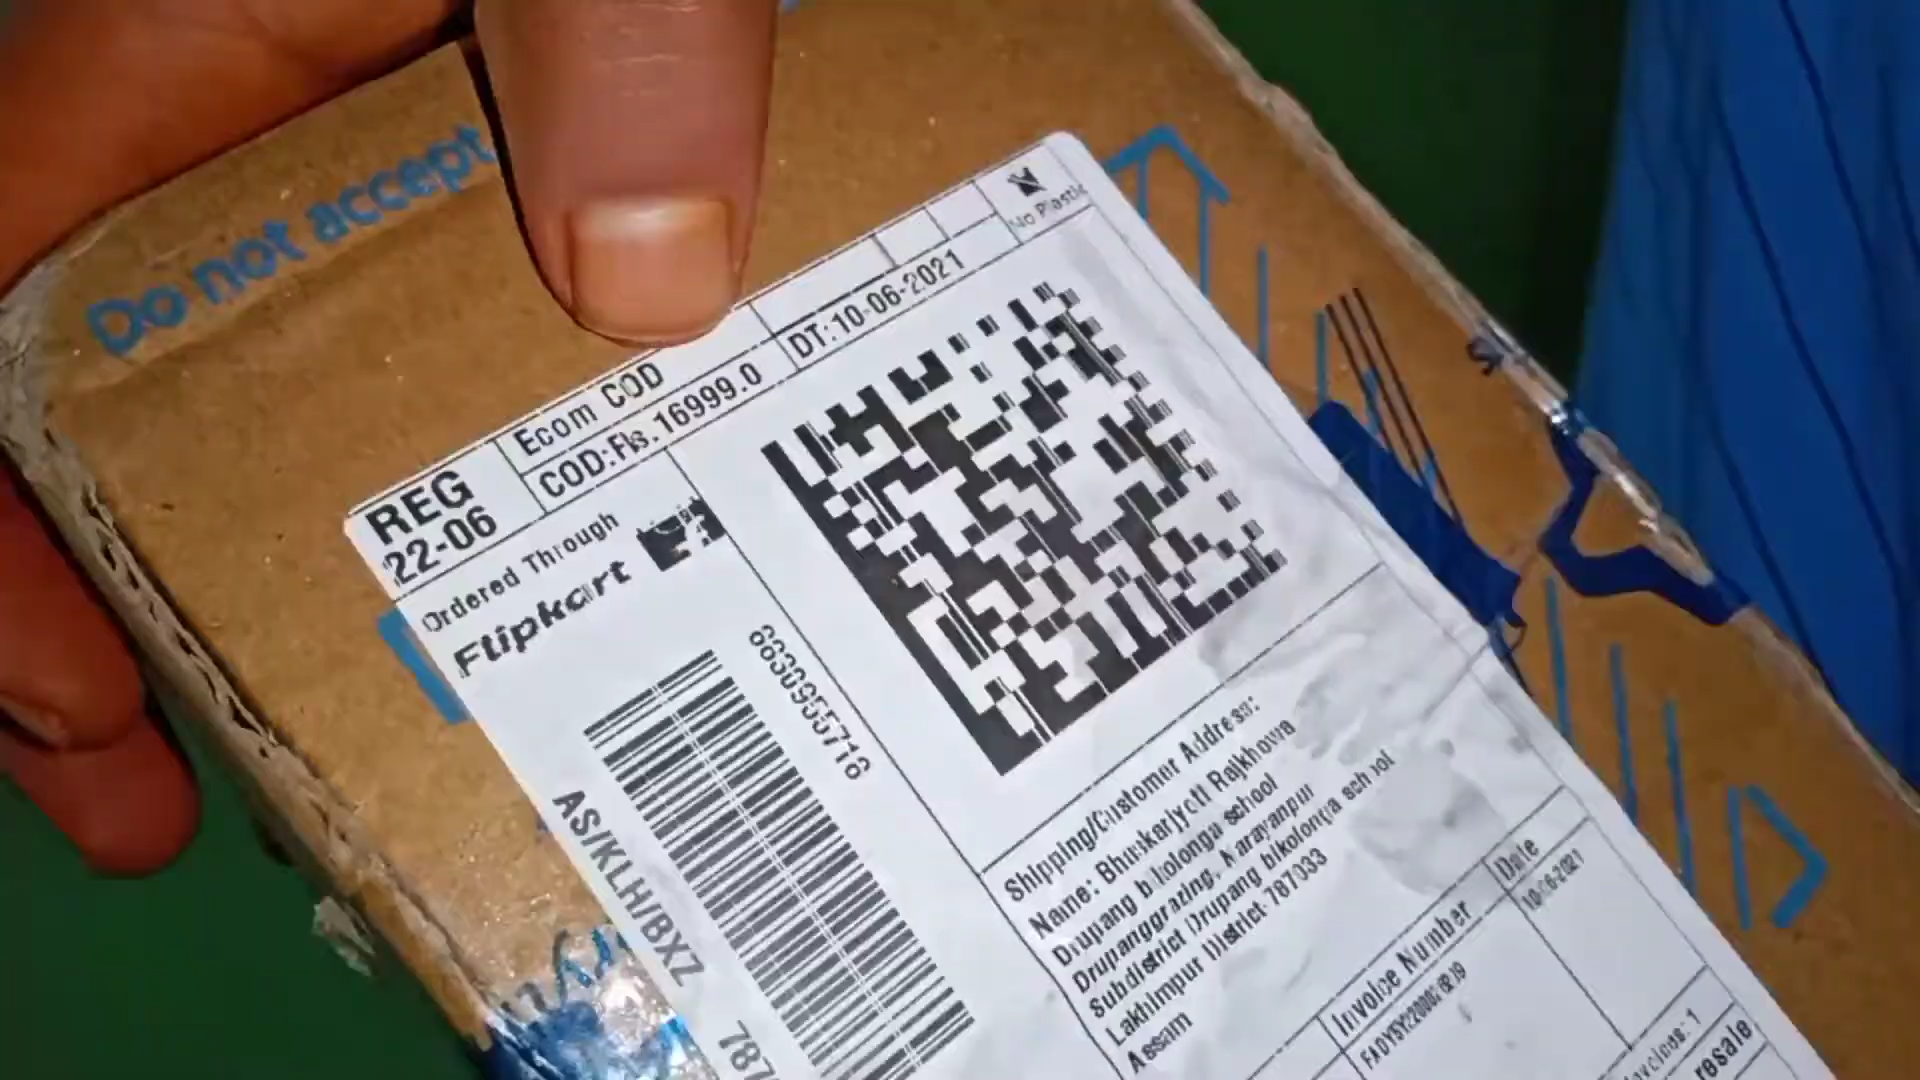 Do not accept
No Plastic
DT: 10-06-2021
Ecom COD
COD:Rs.16999.0
REG
22-06
Ordered Through
Flipkart
AS/KLH/BXZ
787
Shipping/Customer Address:
Name: Rajkhowa
Drupang bikolonga school
Drupanggrazing, Narayanpur
Subdistrict Drupang school
Lakhimpur District- 787033
Assam
Invoice Number
Date
10-06-2021
resale